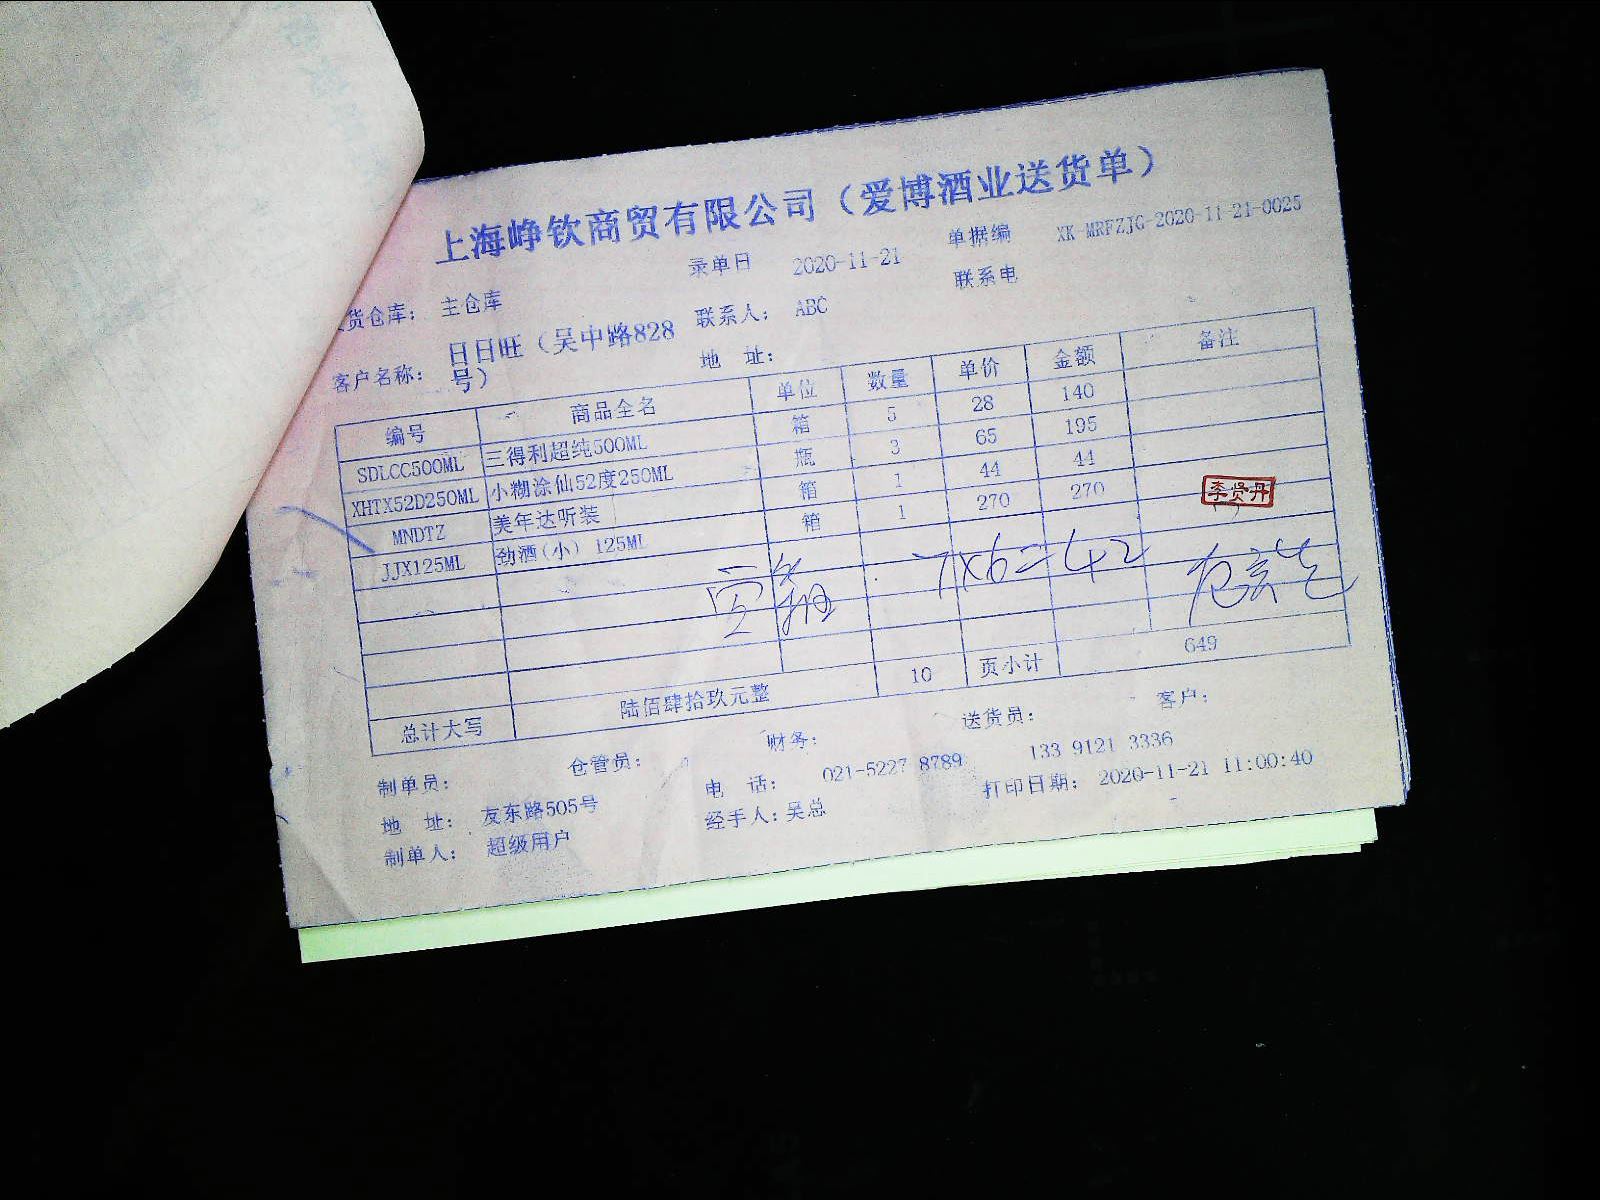 上海峥钦商贸有限公司（爱博酒业送货单）
录单日 2020-11-21 单据编 XK-MRFZJG-2020-11-21-0025
货仓库： 主仓库 联系人： ABC 联系电
客户名称： 日日旺（吴中路828号） 地 址：
编号 商品全名 单位 数量 单价 金额 备注
SDLCC500ML 三得利超纯500ML 箱 5 28 140
XHTX52D250ML 小糊涂仙52度250ML 瓶 3 65 195
MNDTZ 美年达听装 箱 1 44 44
JJX125ML 劲酒（小）125ML 箱 1 270 270
李贤丹
7×6=42
总计大写 陆佰肆拾玖元整 10 页小计 649
制单员： 仓管员： 财务： 送货员： 客户：
地 址： 友东路505号 电 话： 021-5227 8789 133 9121 3336
制单人： 超级用户 经手人：吴总 打印日期： 2020-11-21 11:00:40